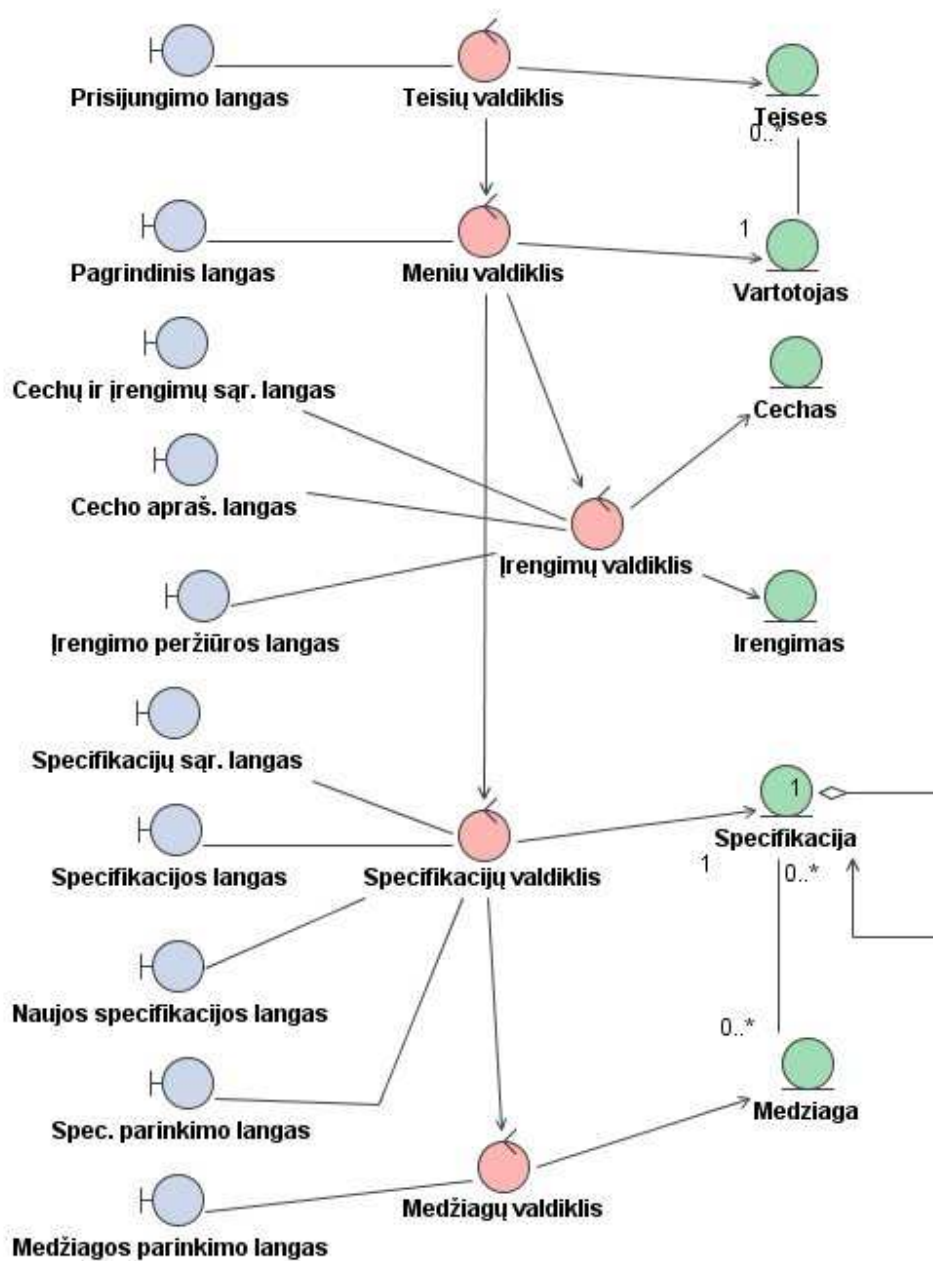 Prisijungimo langas
Teisių valdiklis
Teises
0..*
1
Pagrindinis langas
Meniu valdiklis
Vartotojas
Cechų ir įrengimų sąr. langas
Cechas
Cecho apraš. langas
Įrengimų valdiklis
Įrengimo peržiūros langas
Irengimas
Specifikacijų sąr. langas
1
Specifikacija
Specifikacijos langas
Specifikacijų valdiklis
1
0..*
Naujos specifikacijos langas
0..*
Medziaga
Spec. parinkimo langas
Medžiagų valdiklis
Medžiagos parinkimo langas